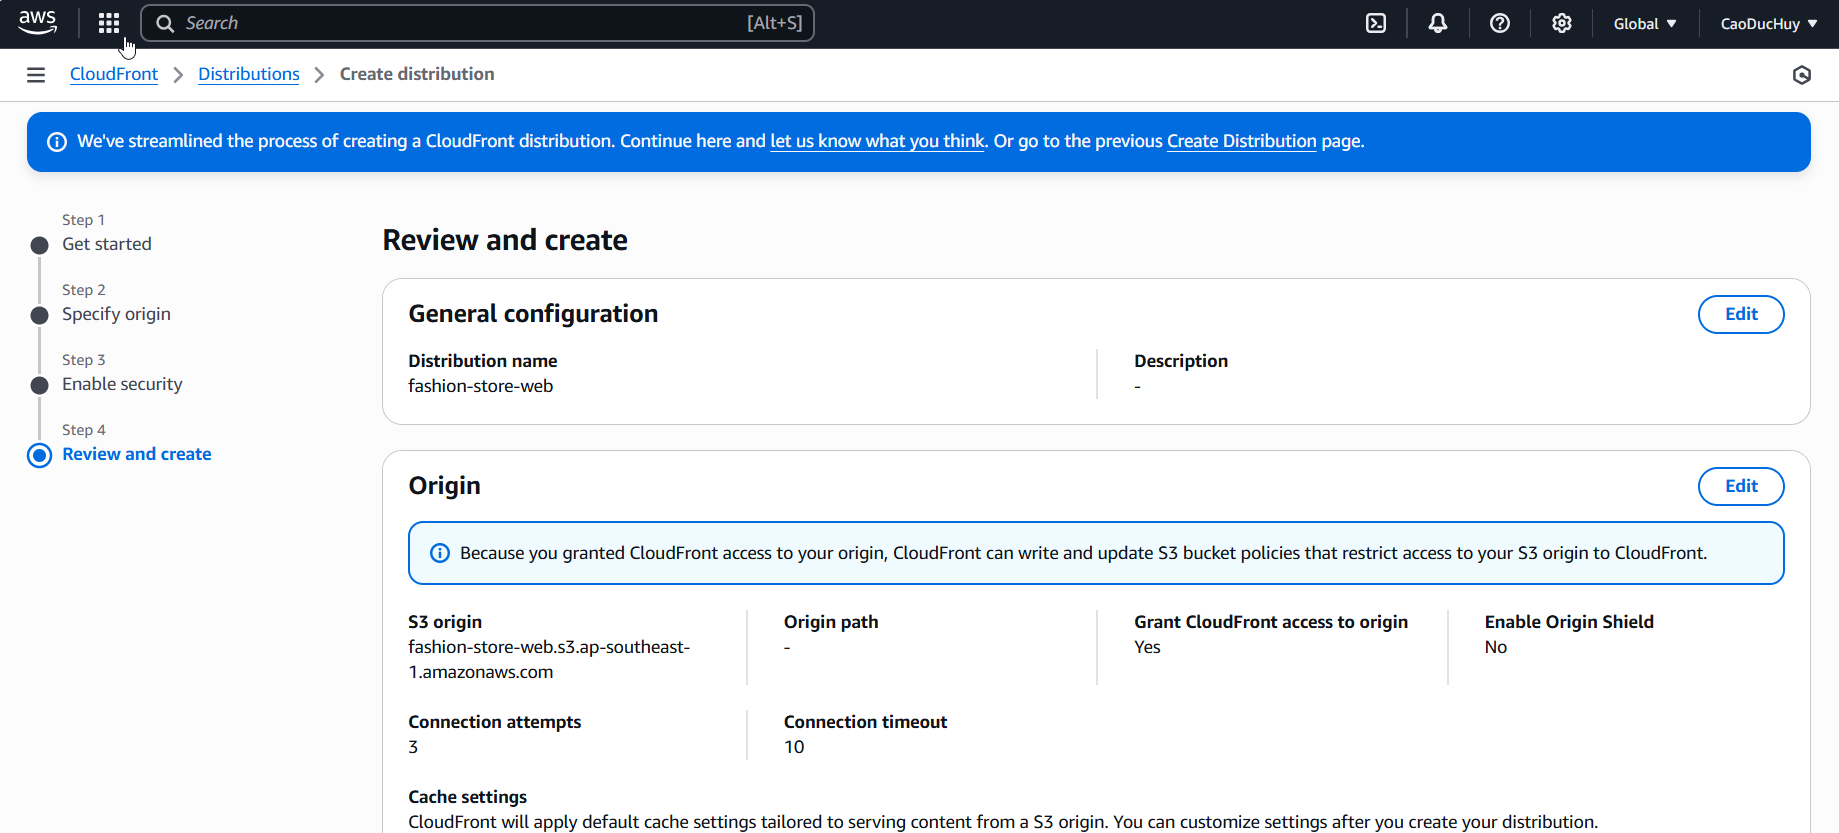 aws
Search [Alt+S]
Global CaoDucHuy
CloudFront Distributions Create distribution
We've streamlined the process of creating a CloudFront distribution. Continue here and let us know what you think. Or go to the previous Create Distribution page.
Step 1
Get started
Step 2
Specify origin
Step 3
Enable security
Step 4
Review and create
Review and create
General configuration
Edit
Distribution name
fashion-store-web
Description
-
Origin
Edit
Because you granted CloudFront access to your origin, CloudFront can write and update S3 bucket policies that restrict access to your S3 origin to CloudFront.
S3 origin
fashion-store-web.s3.ap-southeast-
1.amazonaws.com
Origin path
-
Grant CloudFront access to origin
Yes
Enable Origin Shield
No
Connection attempts
3
Connection timeout
10
Cache settings
CloudFront will apply default cache settings tailored to serving content from a S3 origin. You can customize settings after you create your distribution.